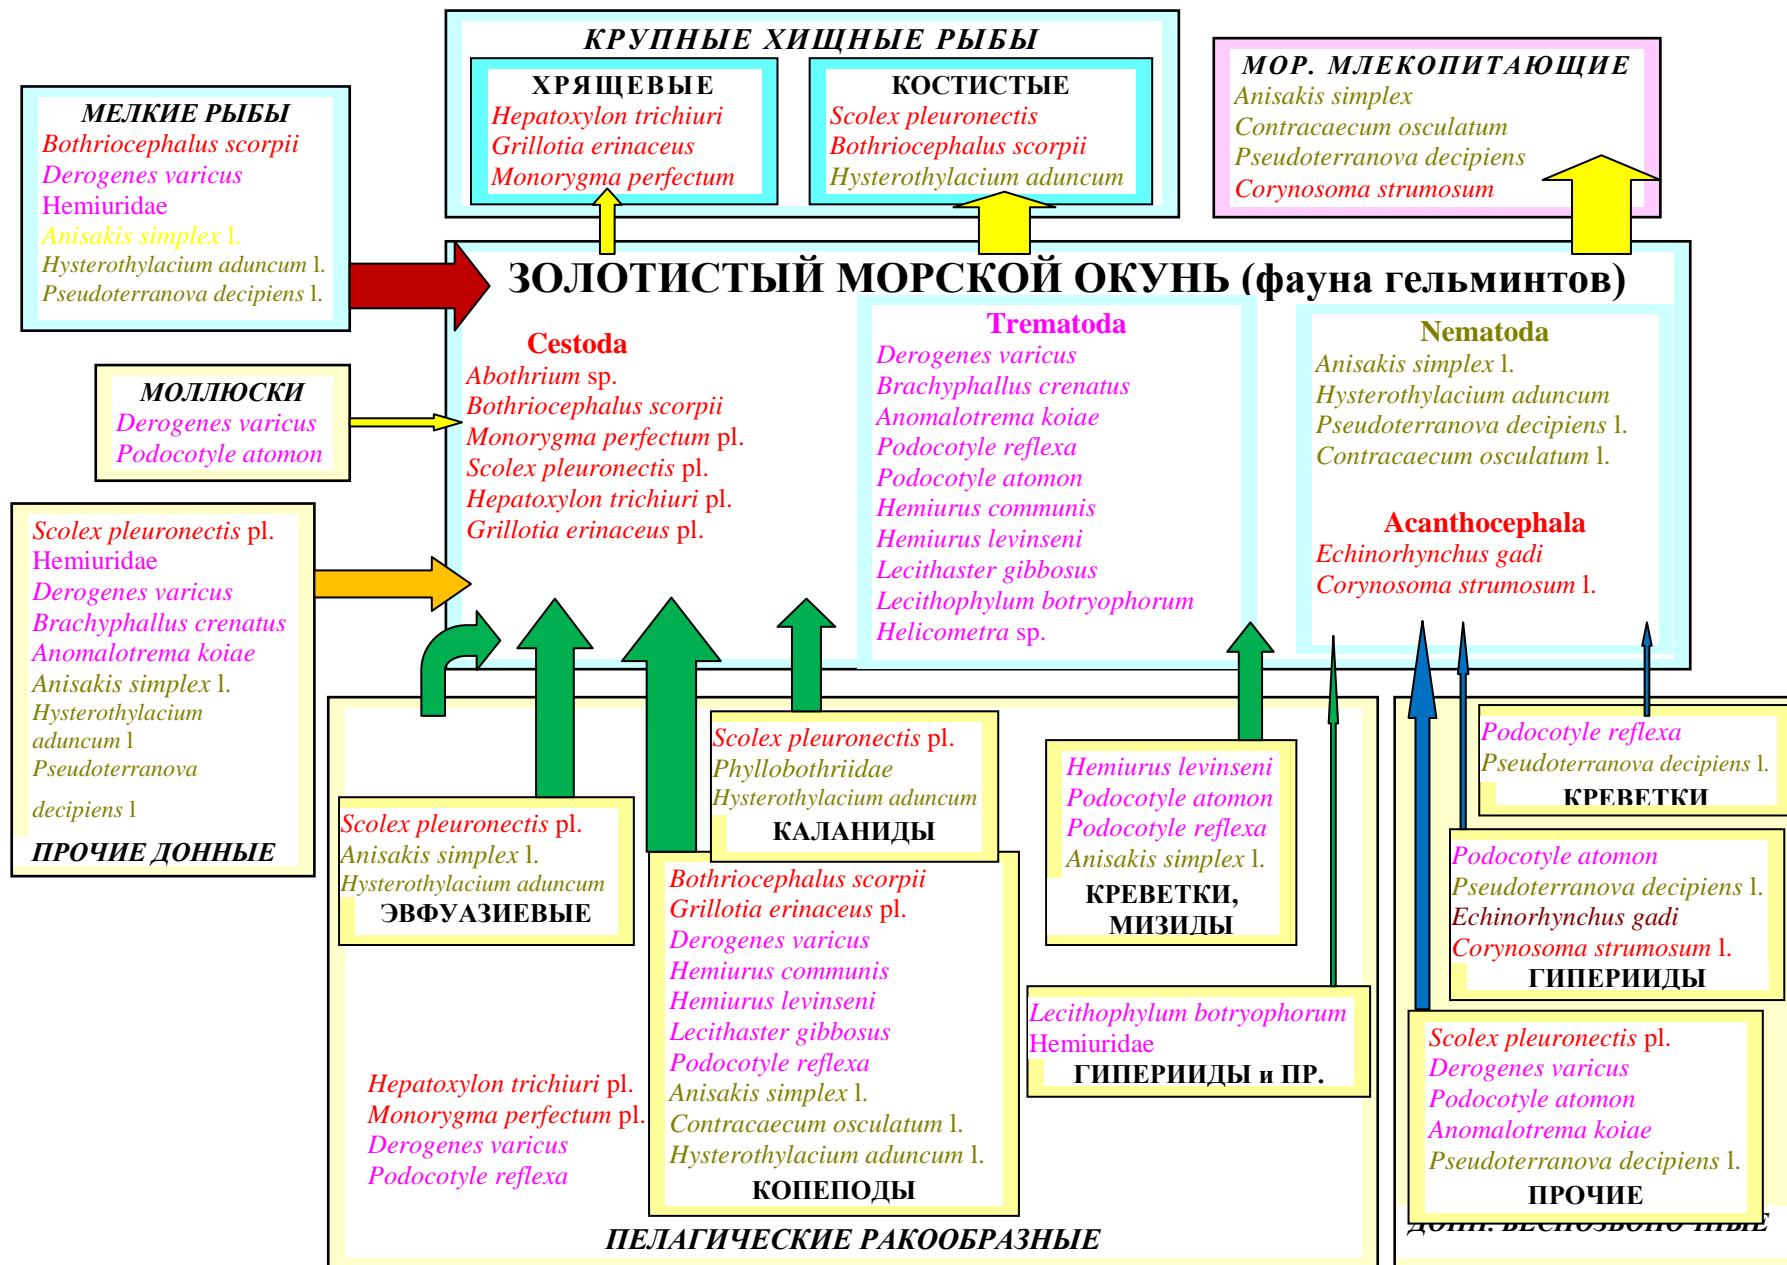 КРУПНЫЕ ХИЩНЫЕ РЫБЫ
ХРЯЩЕВЫЕ
Hepatoxylon trichiuri
Grillotia erinaceus
Monorygma perfectum
КОСТИСТЫЕ
Scolex pleuronectis
Bothriocephalus scorpii
Hysterothylacium aduncum
МОР. МЛЕКОПИТАЮЩИЕ
Anisakis simplex
Contracaecum osculatum
Pseudoterranova decipiens
Corynosoma strumosum
МЕЛКИЕ РЫБЫ
Bothriocephalus scorpii
Derogenes varicus
Hemiuridae
Anisakis simplex l.
Hysterothylacium aduncum l.
Pseudoterranova decipiens l.
МОЛЛЮСКИ
Derogenes varicus
Podocotyle atomon
Scolex pleuronectis pl.
Hemiuridae
Derogenes varicus
Brachyphallus crenatus
Anomalotrema koiae
Anisakis simplex l.
Hysterothylacium
aduncum l
Pseudoterranova
decipiens l
ПРОЧИЕ ДОННЫЕ
ЗОЛОТИСТЫЙ МОРСКОЙ ОКУНЬ (фауна гельминтов)
Cestoda
Abothrium sp.
Bothriocephalus scorpii
Monorygma perfectum pl.
Scolex pleuronectis pl.
Hepatoxylon trichiuri pl.
Grillotia erinaceus pl.
Trematoda
Derogenes varicus
Brachyphallus crenatus
Anomalotrema koiae
Podocotyle reflexa
Podocotyle atomon
Hemiurus communis
Hemiurus levinseni
Lecithaster gibbosus
Lecithophylum botryophorum
Helicometra sp.
Nematoda
Anisakis simplex l.
Hysterothylacium aduncum
Pseudoterranova decipiens l.
Contracaecum osculatum l.
Acanthocephala
Echinorhynchus gadi
Corynosoma strumosum l.
Scolex pleuronectis pl.
Anisakis simplex l.
Hysterothylacium aduncum
ЭВФУАЗИЕВЫЕ
Scolex pleuronectis pl.
Phyllobothriidae
Hysterothylacium aduncum
КАЛАНИДЫ
Bothriocephalus scorpii
Grillotia erinaceus pl.
Derogenes varicus
Hemiurus communis
Hemiurus levinseni
Lecithaster gibbosus
Podocotyle reflexa
Anisakis simplex l.
Contracaecum osculatum l.
Hysterothylacium aduncum l.
КОПЕПОДЫ
Hemiurus levinseni
Podocotyle atomon
Podocotyle reflexa
Anisakis simplex l.
КРЕВЕТКИ,
МИЗИДЫ
Lecithophylum botryophorum
Hemiuridae
ГИПЕРИИДЫ и ПР.
Hepatoxylon trichiuri pl.
Monorygma perfectum pl.
Derogenes varicus
Podocotyle reflexa
ПЕЛАГИЧЕСКИЕ РАКООБРАЗНЫЕ
Podocotyle reflexa
Pseudoterranova decipiens l.
КРЕВЕТКИ
Podocotyle atomon
Pseudoterranova decipiens l.
Echinorhynchus gadi
Corynosoma strumosum l.
ГИПЕРИИДЫ
Scolex pleuronectis pl.
Derogenes varicus
Podocotyle atomon
Anomalotrema koiae
Pseudoterranova decipiens l.
ПРОЧИЕ
ДОНН. БЕСПОЗВОНОЧНЫЕ